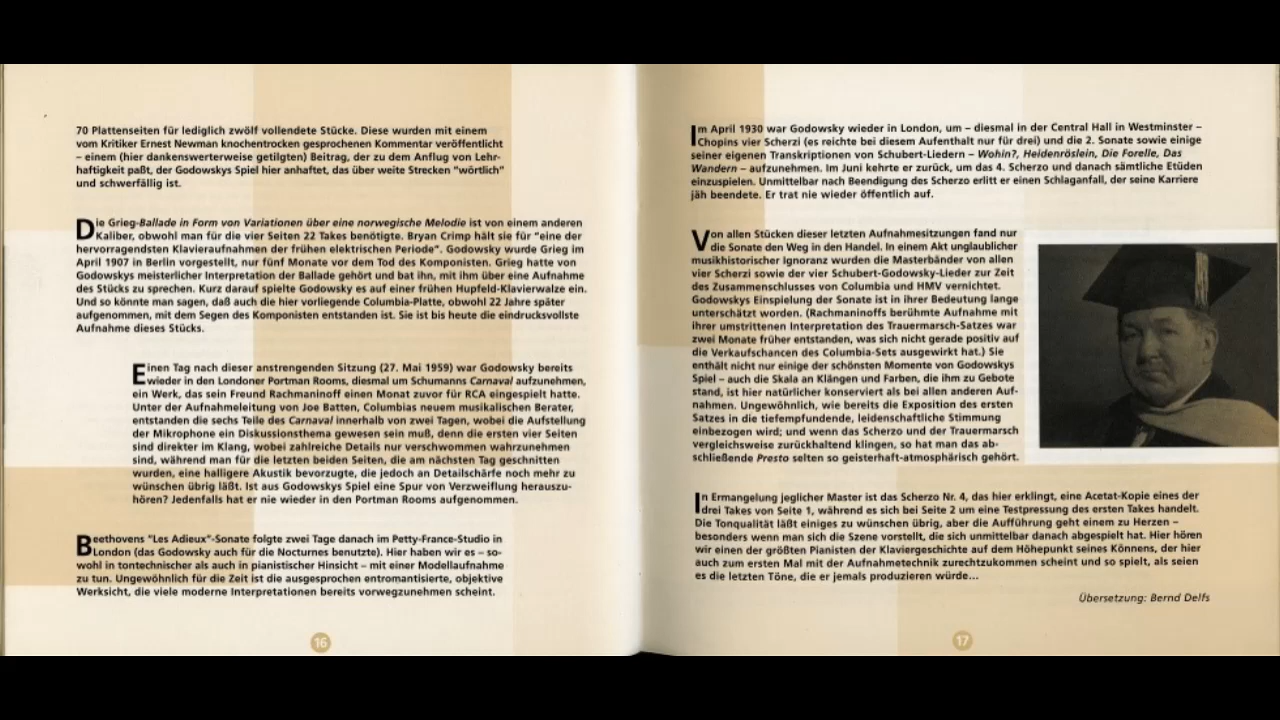 70 Plattenseiten für lediglich zwölf vollendete Stücke. Diese wurden mit einem
vom Kritiker Ernest Newman knochentrocken gesprochenen Kommentar veröffentlicht
– einem (hier dankenswerterweise getilgten) Beitrag, der zu dem Anflug von Lehr-
haftigkeit paßt, der Godowskys Spiel hier anhaftet, das über weite Strecken "wörtlich"
und schwerfällig ist.
Die Grieg-Ballade in Form von Variationen über eine norwegische Melodie ist von einem anderen
Kaliber, obwohl man für die vier Seiten 22 Takes benötigte. Bryan Crimp hält sie für "eine der
hervorragendsten Klavieraufnahmen der frühen elektrischen Periode". Godowsky wurde Grieg im
April 1907 in Berlin vorgestellt, nur fünf Monate vor dem Tod des Komponisten. Grieg hatte von
Godowskys meisterlicher Interpretation der Ballade gehört und bat ihn, mit ihm über eine Aufnahme
des Stücks zu sprechen. Kurz darauf spielte Godowsky es auf einer frühen Hupfeld-Klavierwalze ein.
Und so könnte man sagen, daß auch die hier vorliegende Columbia-Platte, obwohl 22 Jahre später
aufgenommen, mit dem Segen des Komponisten entstanden ist. Sie ist bis heute die eindrucksvollste
Aufnahme dieses Stücks.
Einen Tag nach dieser anstrengenden Sitzung (27. Mai 1959) war Godowsky bereits
wieder in den Londoner Portman Rooms, diesmal um Schumanns Carnaval aufzunehmen,
ein Werk, das sein Freund Rachmaninoff einen Monat zuvor für RCA eingespielt hatte.
Unter der Aufnahmeleitung von Joe Batten, Columbias neuem musikalischen Berater,
entstanden die sechs Teile des Carnaval innerhalb von zwei Tagen, wobei die Aufstellung
der Mikrophone ein Diskussionsthema gewesen sein muß, denn die ersten vier Seiten
sind direkter im Klang, wobei zahlreiche Details nur verschwommen wahrzunehmen
sind, während man für die letzten beiden Seiten, die am nächsten Tag geschnitten
wurden, eine halligere Akustik bevorzugte, die jedoch an Detailschärfe noch mehr zu
wünschen übrig läßt. Ist aus Godowskys Spiel eine Spur von Verzweiflung herauszu-
hören? Jedenfalls hat er nie wieder in den Portman Rooms aufgenommen.
Beethovens "Les Adieux"-Sonate folgte zwei Tage danach im Petty-France-Studio in
London (das Godowsky auch für die Nocturnes benutzte). Hier haben wir es – so-
wohl in tontechnischer als auch in pianistischer Hinsicht – mit einer Modellaufnahme
zu tun. Ungewöhnlich für die Zeit ist die ausgesprochen entromantisierte, objektive
Werksicht, die viele moderne Interpretationen bereits vorwegzunehmen scheint.
16
Im April 1930 war Godowsky wieder in London, um – diesmal in der Central Hall in Westminster –
Chopins vier Scherzi (es reichte bei diesem Aufenthalt nur für drei) und die 2. Sonate sowie einige
seiner eigenen Transkriptionen von Schubert-Liedern – Wohin?, Heidenröslein, Die Forelle, Das
Wandern – aufzunehmen. Im Juni kehrte er zurück, um das 4. Scherzo und danach sämtliche Etüden
einzuspielen. Unmittelbar nach Beendigung des Scherzo erlitt er einen Schlaganfall, der seine Karriere
jäh beendete. Er trat nie wieder öffentlich auf.
Von allen Stücken dieser letzten Aufnahmesitzungen fand nur
die Sonate den Weg in den Handel. In einem Akt unglaublicher
musikhistorischer Ignoranz wurden die Masterbänder von allen
vier Scherzi sowie der vier Schubert-Godowsky-Lieder zur Zeit
des Zusammenschlusses von Columbia und HMV vernichtet.
Godowskys Einspielung der Sonate ist in ihrer Bedeutung lange
unterschätzt worden. (Rachmaninoffs berühmte Aufnahme mit
ihrer umstrittenen Interpretation des Trauermarsch-Satzes war
zwei Monate früher entstanden, was sich nicht gerade positiv auf
die Verkaufschancen des Columbia-Sets ausgewirkt hat.) Sie
enthält nicht nur einige der schönsten Momente von Godowskys
Spiel – auch die Skala an Klängen und Farben, die ihm zu Gebote
stand, ist hier natürlicher konserviert als bei allen anderen Auf-
nahmen. Ungewöhnlich, wie bereits die Exposition des ersten
Satzes in die tiefempfundende, leidenschaftliche Stimmung
einbezogen wird; und wenn das Scherzo und der Trauermarsch
vergleichsweise zurückhaltend klingen, so hat man das ab-
schließende Presto selten so geisterhaft-atmosphärisch gehört.
In Ermangelung jeglicher Master ist das Scherzo Nr. 4, das hier erklingt, eine Acetat-Kopie eines der
drei Takes von Seite 1, während es sich bei Seite 2 um eine Testpressung des ersten Takes handelt.
Die Tonqualität läßt einiges zu wünschen übrig, aber die Aufführung geht einem zu Herzen –
besonders wenn man sich die Szene vorstellt, die sich unmittelbar danach abgespielt hat. Hier hören
wir einen der größten Pianisten der Klaviergeschichte auf dem Höhepunkt seines Könnens, der hier
auch zum ersten Mal mit der Aufnahmetechnik zurechtzukommen scheint und so spielt, als seien
es die letzten Töne, die er jemals produzieren würde...
Übersetzung: Bernd Delfs
17